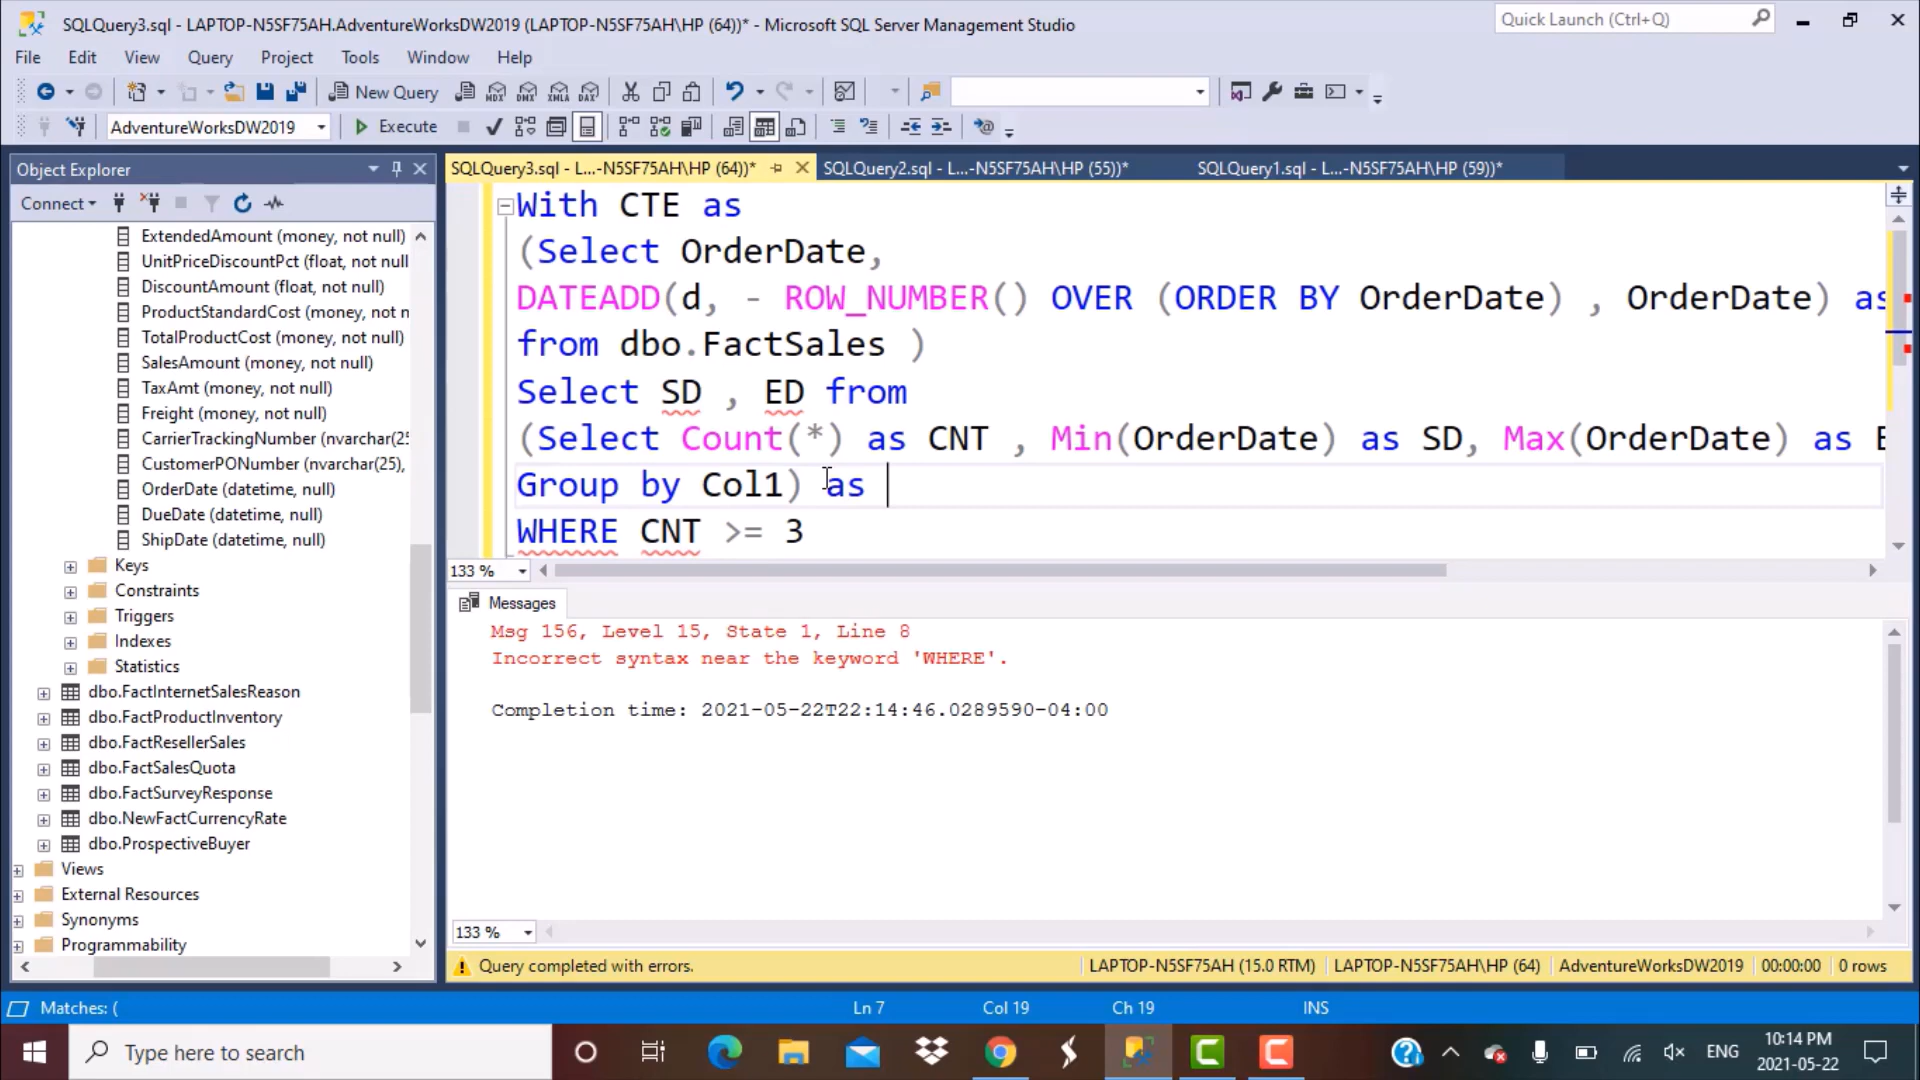 SQLQuery3.sql - LAPTOP-N5SF75AH.AdventureWorksDW2019 (LAPTOP-N5SF75AH\HP (64))* - Microsoft SQL Server Management Studio
Quick Launch (Ctrl+Q)
File Edit View Query Project Tools Window Help
New Query MDX DMX XMLA DAX
AdventureWorksDW2019 Execute
Object Explorer
Connect
ExtendedAmount (money, not null)
UnitPriceDiscountPct (float, not null
DiscountAmount (float, not null)
ProductStandardCost (money, not n
TotalProductCost (money, not null)
SalesAmount (money, not null)
TaxAmt (money, not null)
Freight (money, not null)
CarrierTrackingNumber (nvarchar(25
CustomerPONumber (nvarchar(25),
OrderDate (datetime, null)
DueDate (datetime, null)
ShipDate (datetime, null)
Keys
Constraints
Triggers
Indexes
Statistics
dbo.FactInternetSalesReason
dbo.FactProductInventory
dbo.FactResellerSales
dbo.FactSalesQuota
dbo.FactSurveyResponse
dbo.NewFactCurrencyRate
dbo.ProspectiveBuyer
Views
External Resources
Synonyms
Programmability
SQLQuery3.sql - L...-N5SF75AH\HP (64))* SQLQuery2.sql - L...-N5SF75AH\HP (55))* SQLQuery1.sql - L...-N5SF75AH\HP (59))*
With CTE as
(Select OrderDate,
DATEADD(d, - ROW_NUMBER() OVER (ORDER BY OrderDate) , OrderDate) as
from dbo.FactSales )
Select SD , ED from
(Select Count(*) as CNT , Min(OrderDate) as SD, Max(OrderDate) as E
Group by Col1) as
WHERE CNT >= 3
133 %
Messages
Msg 156, Level 15, State 1, Line 8
Incorrect syntax near the keyword 'WHERE'.
Completion time: 2021-05-22T22:14:46.0289590-04:00
133 %
Query completed with errors. LAPTOP-N5SF75AH (15.0 RTM) LAPTOP-N5SF75AH\HP (64) AdventureWorksDW2019 00:00:00 0 rows
Matches: ( Ln 7 Col 19 Ch 19 INS
Type here to search
ENG
10:14 PM
2021-05-22